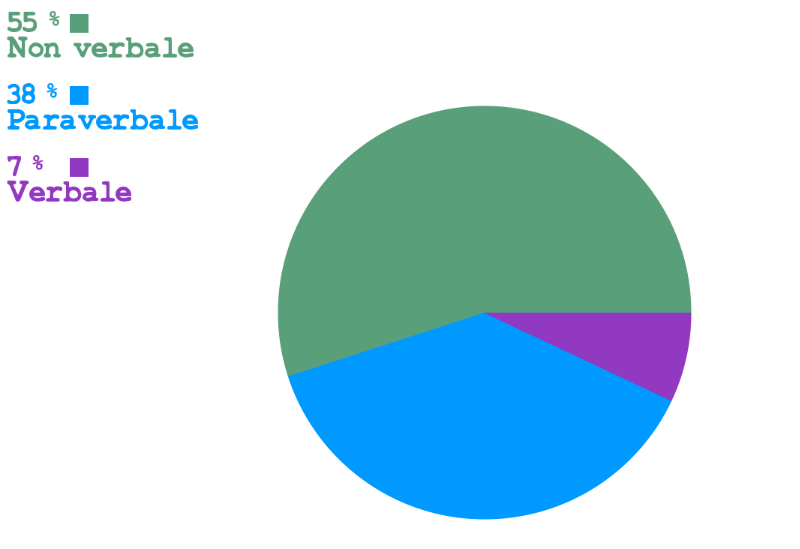 55 %
Non verbale
38 %
Paraverbale
7 %
Verbale